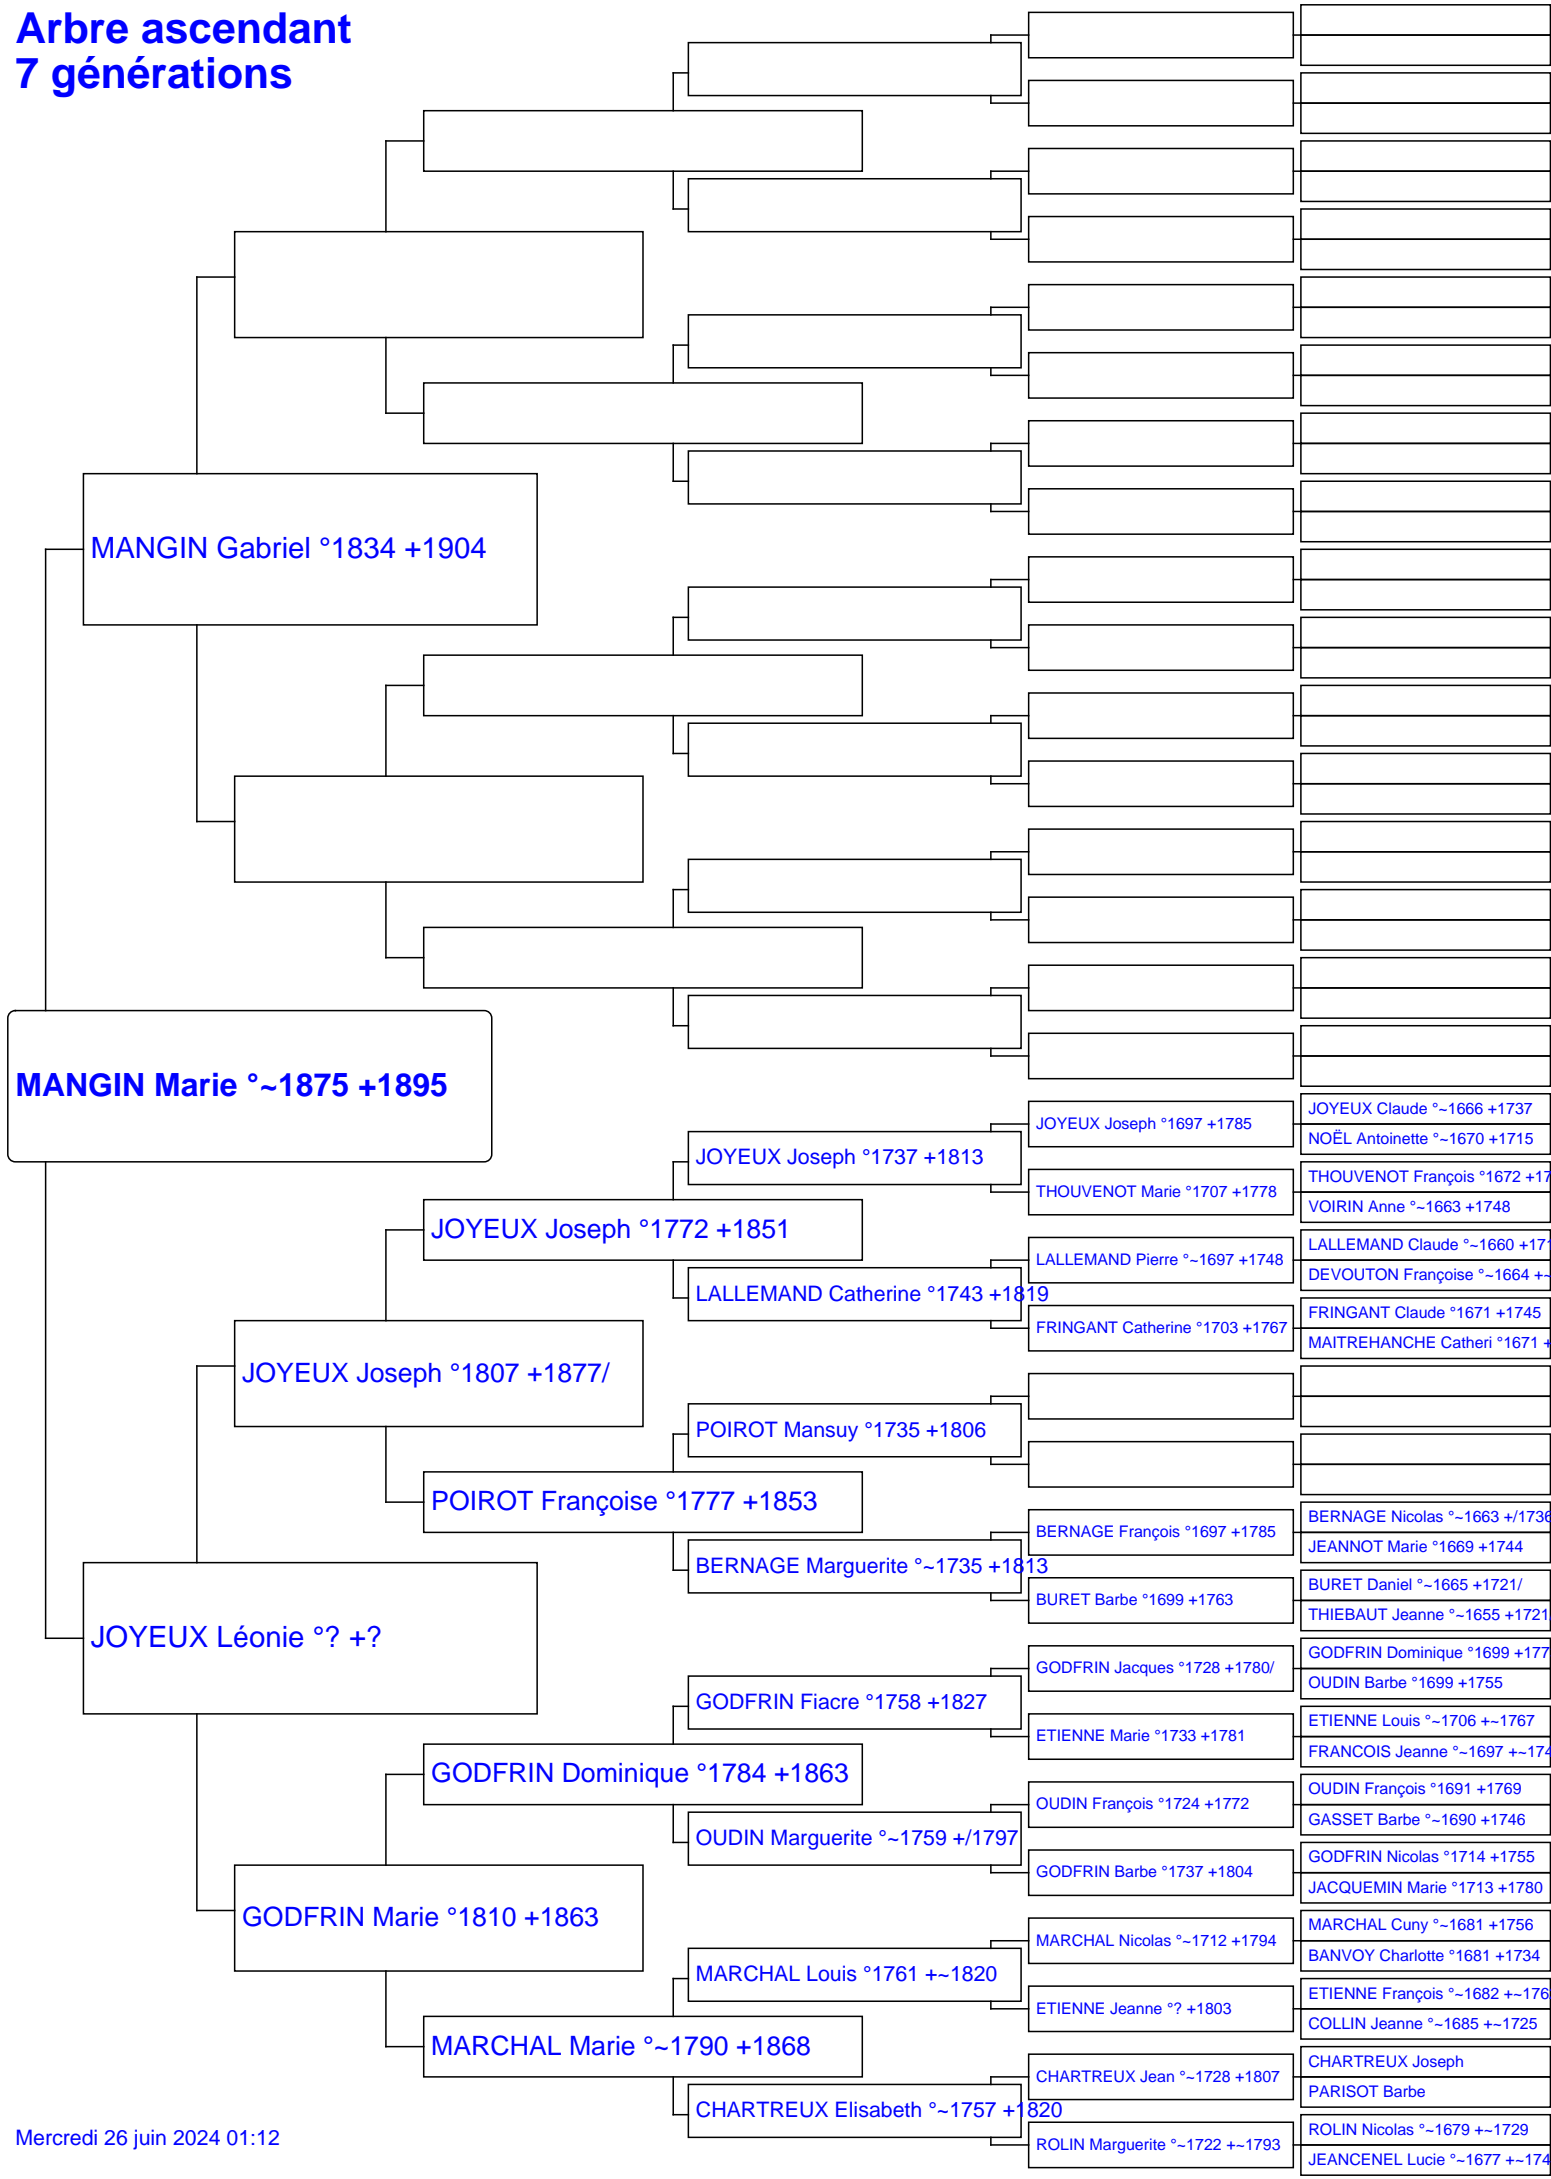 Arbre ascendant
7 générations
MANGIN Gabriel °1834 +1904
MANGIN Marie °~1875 +1895
JOYEUX Claude °~1666 +1737
JOYEUX Joseph °1697 +1785
NOËL Antoinette °~1670 +1715
JOYEUX Joseph °1737 +1813
THOUVENOT François °1672 +17
THOUVENOT Marie °1707 +1778
VOIRIN Anne °~1663 +1748
JOYEUX Joseph °1772 +1851
LALLEMAND Claude °~1660 +171
LALLEMAND Pierre °~1697 +1748
DEVOUTON Françoise °~1664 +~
LALLEMAND Catherine °1743 +1819
FRINGANT Claude °1671 +1745
FRINGANT Catherine °1703 +1767
MAITREHANCHE Catheri °1671 +
JOYEUX Joseph °1807 +1877/
POIROT Mansuy °1735 +1806
POIROT Françoise °1777 +1853
BERNAGE Nicolas °~1663 +/1736
BERNAGE François °1697 +1785
JEANNOT Marie °1669 +1744
BERNAGE Marguerite °~1735 +1813
BURET Daniel °~1665 +1721/
BURET Barbe °1699 +1763
THIEBAUT Jeanne °~1655 +1721/
JOYEUX Léonie °? +?
GODFRIN Dominique °1699 +177
GODFRIN Jacques °1728 +1780/
OUDIN Barbe °1699 +1755
GODFRIN Fiacre °1758 +1827
ETIENNE Louis °~1706 +~1767
ETIENNE Marie °1733 +1781
FRANCOIS Jeanne °~1697 +~174
GODFRIN Dominique °1784 +1863
OUDIN François °1691 +1769
OUDIN François °1724 +1772
GASSET Barbe °~1690 +1746
OUDIN Marguerite °~1759 +/1797
GODFRIN Nicolas °1714 +1755
GODFRIN Barbe °1737 +1804
JACQUEMIN Marie °1713 +1780
GODFRIN Marie °1810 +1863
MARCHAL Cuny °~1681 +1756
MARCHAL Nicolas °~1712 +1794
BANVOY Charlotte °1681 +1734
MARCHAL Louis °1761 +~1820
ETIENNE François °~1682 +~176
ETIENNE Jeanne °? +1803
COLLIN Jeanne °~1685 +~1725
MARCHAL Marie °~1790 +1868
CHARTREUX Joseph
CHARTREUX Jean °~1728 +1807
PARISOT Barbe
CHARTREUX Elisabeth °~1757 +1820
ROLIN Nicolas °~1679 +~1729
ROLIN Marguerite °~1722 +~1793
JEANCENEL Lucie °~1677 +~174
Mercredi 26 juin 2024 01:12